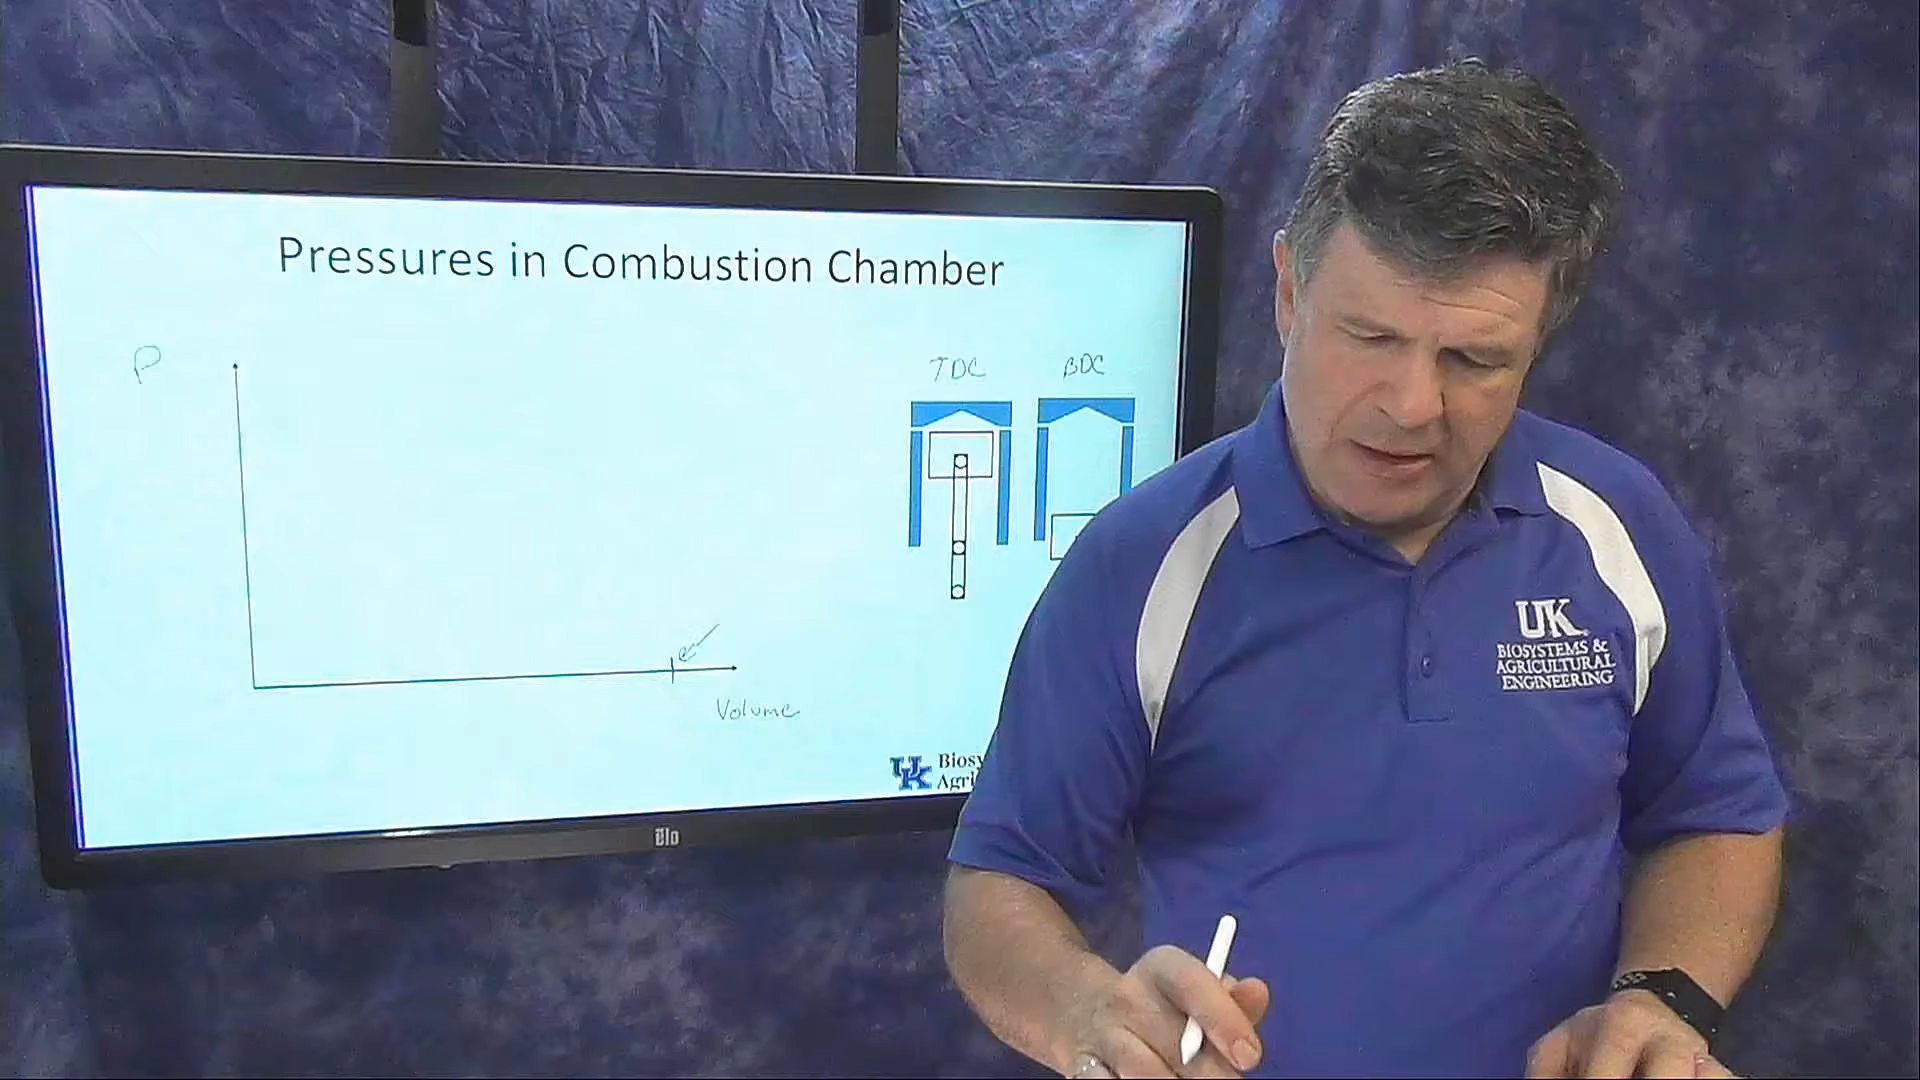 Pressures in Combustion Chamber
P
TDC BDC
Volume
UK Biosy
Agri
elo
UK
BIOSYSTEMS &
AGRICULTURAL
ENGINEERING